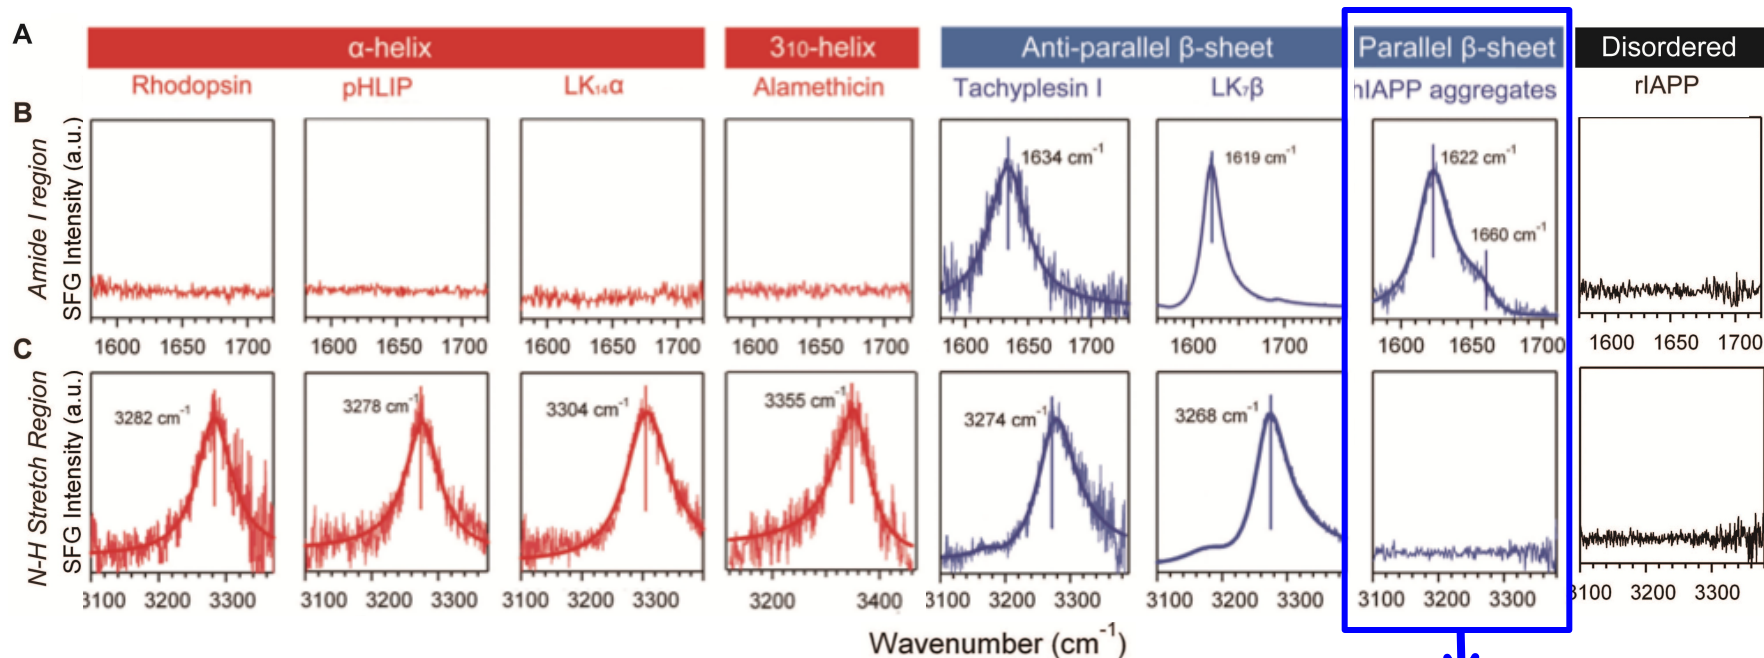 A
α-helix
310-helix
Anti-parallel β-sheet
Parallel β-sheet
Disordered
Rhodopsin
pHLIP
LK14α
Alamethicin
Tachyplesin I
LK7β
hIAPP aggregates
rIAPP
B
Amide I region
SFG Intensity (a.u.)
1634 cm-1
1619 cm-1
1622 cm-1
1660 cm-1
1600 1650 1700
1600 1650 1700
1600 1650 1700
1600 1650 1700
1600 1650 1700
1600 1700
1600 1650 1700
1600 1650 1700
C
N-H Stretch Region
SFG Intensity (a.u.)
3282 cm-1
3278 cm-1
3304 cm-1
3355 cm-1
3274 cm-1
3268 cm-1
3100 3200 3300
3100 3200 3300
3100 3200 3300
3200 3400
3100 3200 3300
3100 3200 3300
3100 3200 3300
3100 3200 3300
Wavenumber (cm-1)